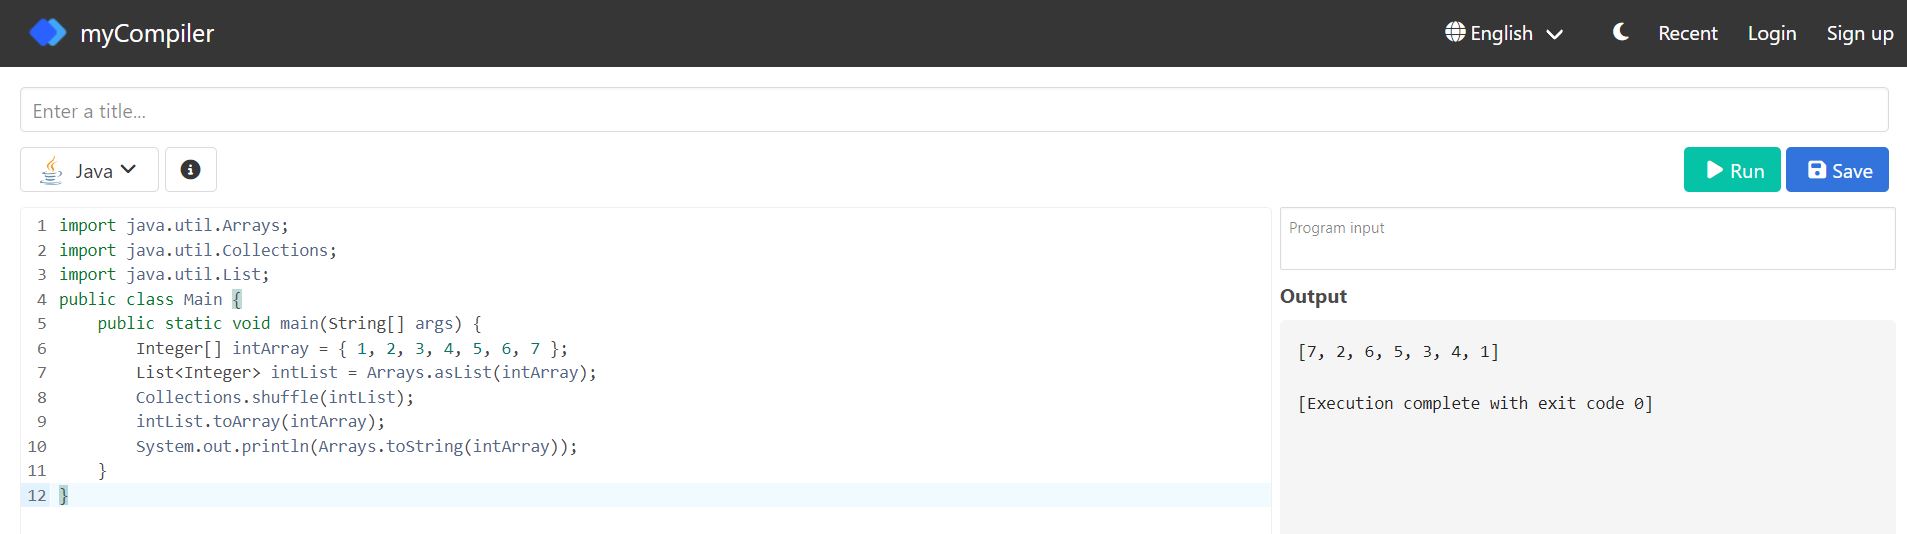 myCompiler
English
Recent
Login
Sign up
Enter a title...
Java
Run
Save
1 import java.util.Arrays;
2 import java.util.Collections;
3 import java.util.List;
4 public class Main {
5     public static void main(String[] args) {
6         Integer[] intArray = { 1, 2, 3, 4, 5, 6, 7 };
7         List<Integer> intList = Arrays.asList(intArray);
8         Collections.shuffle(intList);
9         intList.toArray(intArray);
10         System.out.println(Arrays.toString(intArray));
11     }
12 }
Program input
Output
[7, 2, 6, 5, 3, 4, 1]
[Execution complete with exit code 0]